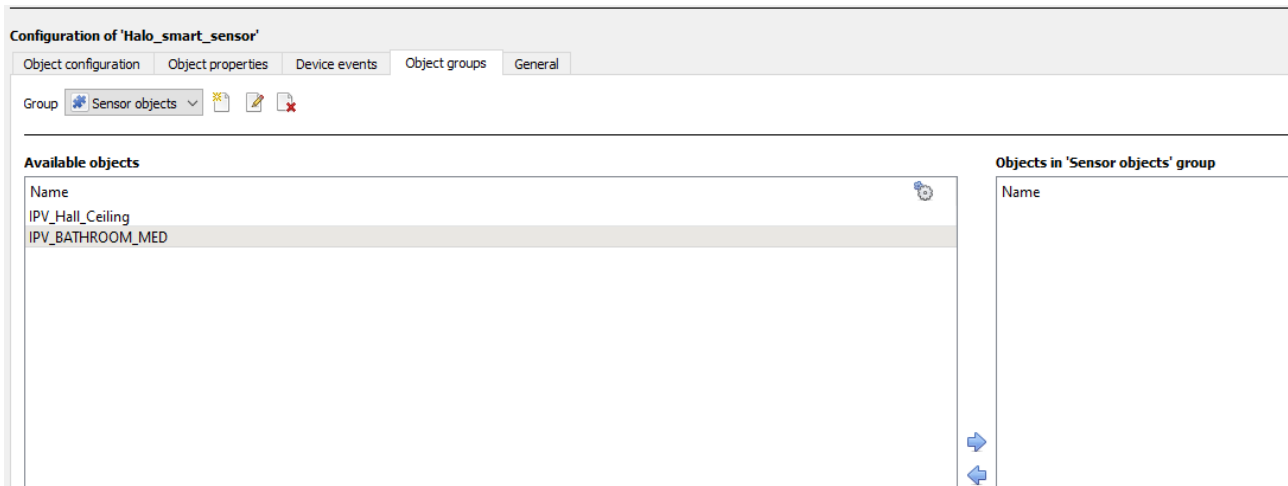 Configuration of 'Halo_smart_sensor'
Object configuration Object properties Device events Object groups General
Group Sensor objects
Available objects
Objects in 'Sensor objects' group
Name
Name
IPV_Hall_Ceiling
IPV_BATHROOM_MED